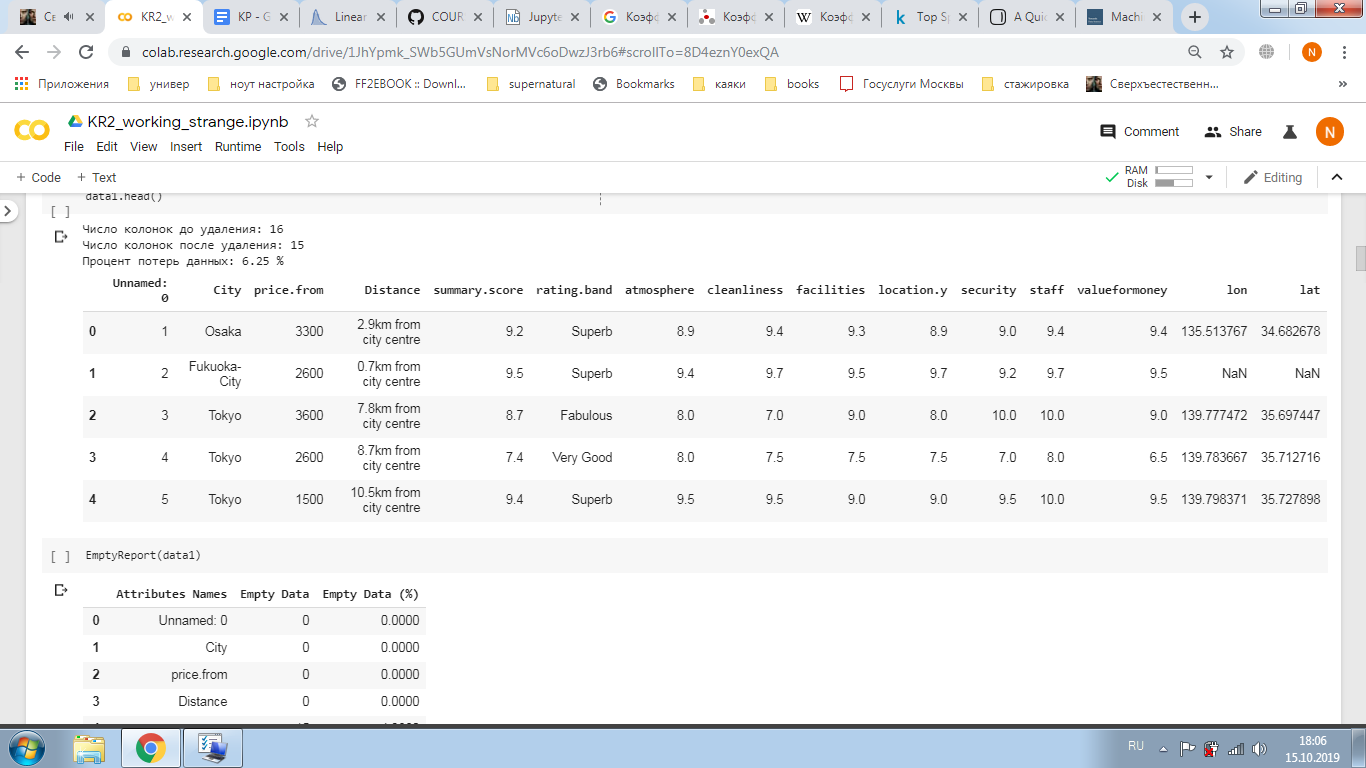 Св
KR2_w
KP - G
Linear
COUR
Jupyte
Коэфф
Коэфф
Коэфф
Top Sp
A Quic
Machi
colab.research.google.com/drive/1JhYpmk_SWb5GUmVsNorMVc6oDwzJ3rb6#scrollTo=8D4eznY0exQA
N
Приложения
универ
ноут настройка
FF2EBOOK :: Downl...
supernatural
Bookmarks
каяки
books
Госуслуги Москвы
стажировка
Сверхъестественн...
»
KR2_working_strange.ipynb
Comment
Share
N
File Edit View Insert Runtime Tools Help
+ Code + Text
RAM
Disk
Editing
data1.head()
[ ]
Число колонок до удаления: 16
Число колонок после удаления: 15
Процент потерь данных: 6.25 %
Unnamed: 0 City price.from Distance summary.score rating.band atmosphere cleanliness facilities location.y security staff valueformoney lon lat
0 1 Osaka 3300 2.9km from city centre 9.2 Superb 8.9 9.4 9.3 8.9 9.0 9.4 9.4 135.513767 34.682678
1 2 Fukuoka-City 2600 0.7km from city centre 9.5 Superb 9.4 9.7 9.5 9.7 9.2 9.7 9.5 NaN NaN
2 3 Tokyo 3600 7.8km from city centre 8.7 Fabulous 8.0 7.0 9.0 8.0 10.0 10.0 9.0 139.777472 35.697447
3 4 Tokyo 2600 8.7km from city centre 7.4 Very Good 8.0 7.5 7.5 7.5 7.0 8.0 6.5 139.783667 35.712716
4 5 Tokyo 1500 10.5km from city centre 9.4 Superb 9.5 9.5 9.0 9.0 9.5 10.0 9.5 139.798371 35.727898
[ ] EmptyReport(data1)
Attributes Names Empty Data Empty Data (%)
0 Unnamed: 0 0 0.0000
1 City 0 0.0000
2 price.from 0 0.0000
3 Distance 0 0.0000
RU
18:06
15.10.2019